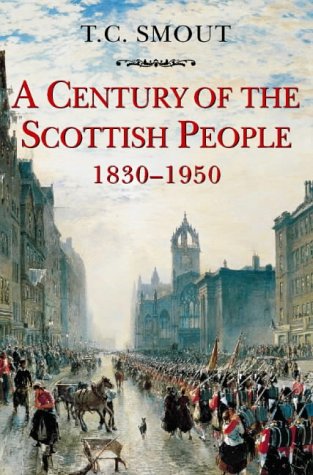 T.C. SMOUT
A CENTURY OF THE
SCOTTISH PEOPLE
1830–1950